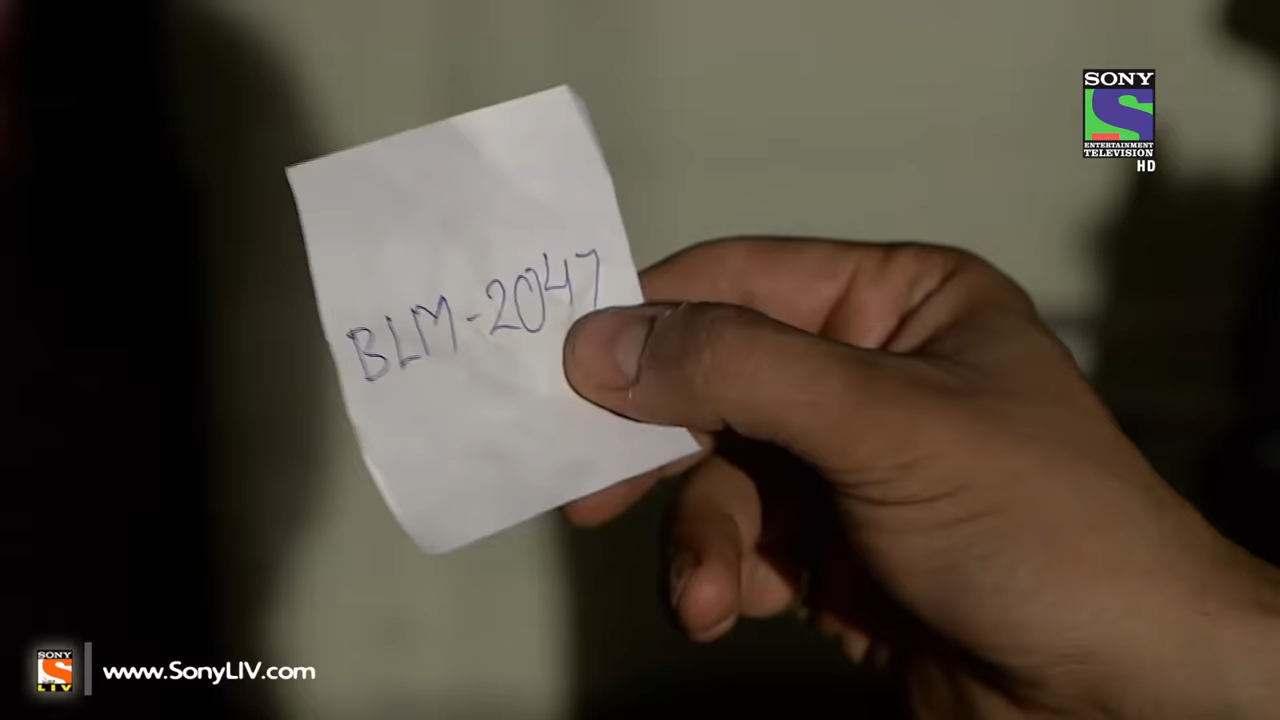 BLM-2047
SONY
ENTERTAINMENT
TELEVISION
HD
SONY
LIV
www.SonyLIV.com